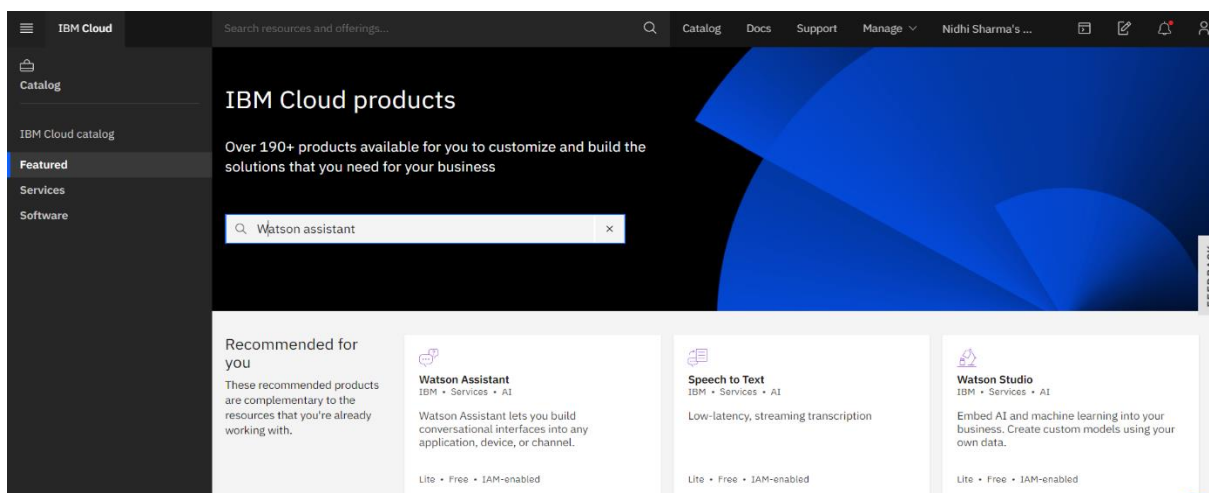 IBM Cloud
Search resources and offerings...
Catalog
Docs
Support
Manage
Nidhi Sharma's ...
Catalog
IBM Cloud catalog
Featured
Services
Software
IBM Cloud products
Over 190+ products available for you to customize and build the
solutions that you need for your business
Watson assistant
FEEDBACK
Recommended for
you
These recommended products
are complementary to the
resources that you're already
working with.
Watson Assistant
IBM • Services • AI
Watson Assistant lets you build
conversational interfaces into any
application, device, or channel.
Lite • Free • IAM-enabled
Speech to Text
IBM • Services • AI
Low-latency, streaming transcription
Lite • Free • IAM-enabled
Watson Studio
IBM • Services • AI
Embed AI and machine learning into your
business. Create custom models using your
own data.
Lite • Free • IAM-enabled